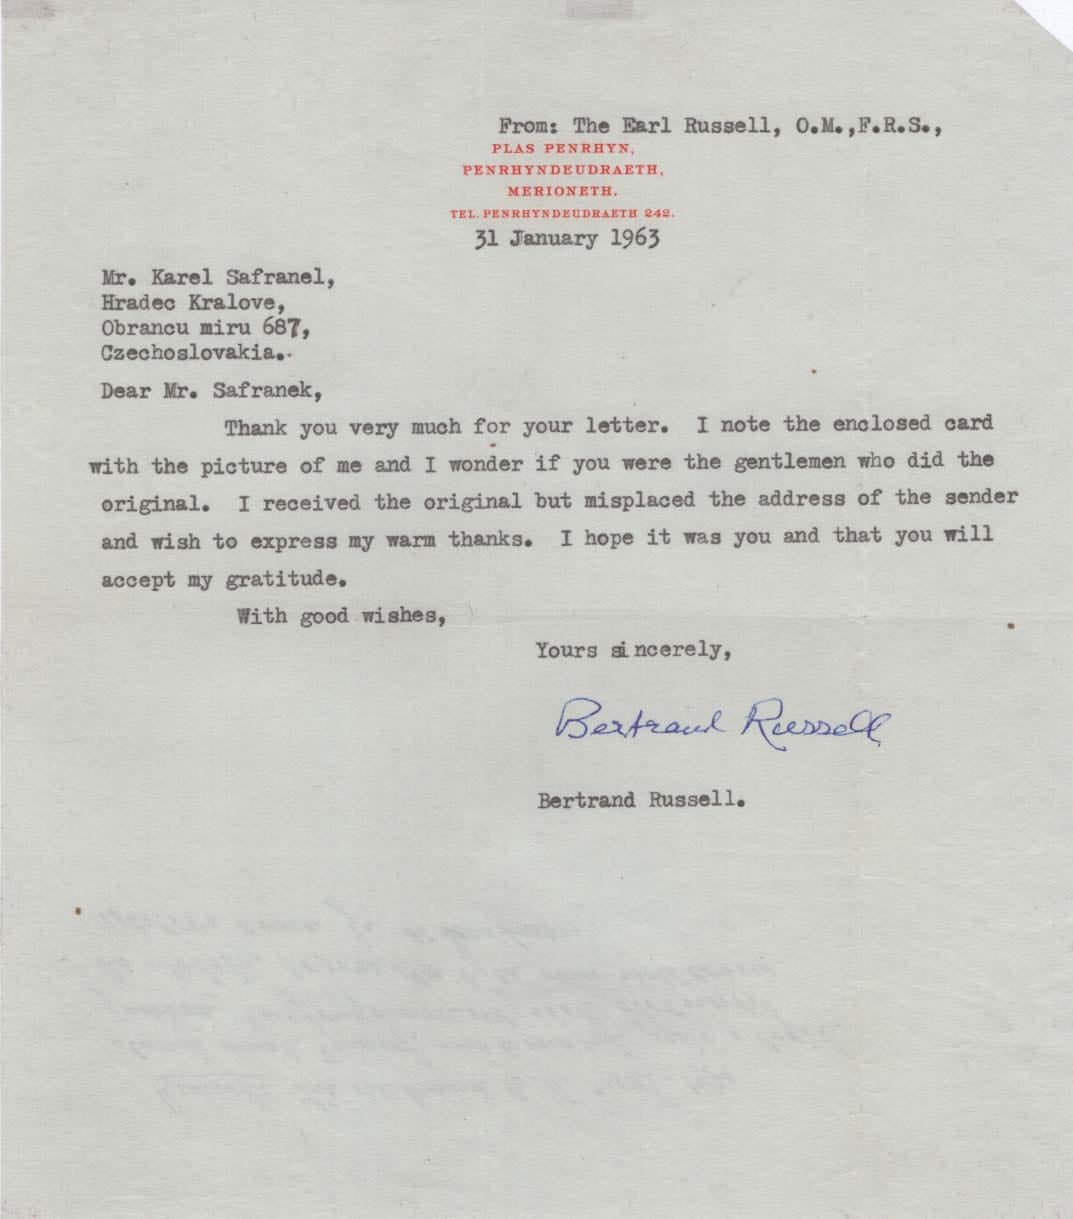 From: The Earl Russell, O.M.,F.R.S.,
PLAS PENRHYN,
PENRHYNDEUDRAETH,
MERIONETH.
TEL. PENRHYNDEUDRAETH 242.
31 January 1963
Mr. Karel Safranel,
Hradec Kralove,
Obrancu miru 687,
Czechoslovakia..
Dear Mr. Safranek,
Thank you very much for your letter. I note the enclosed card
with the picture of me and I wonder if you were the gentlemen who did the
original. I received the original but misplaced the address of the sender
and wish to express my warm thanks. I hope it was you and that you will
accept my gratitude.
With good wishes,
Yours sincerely,
Bertrand Russell
Bertrand Russell.